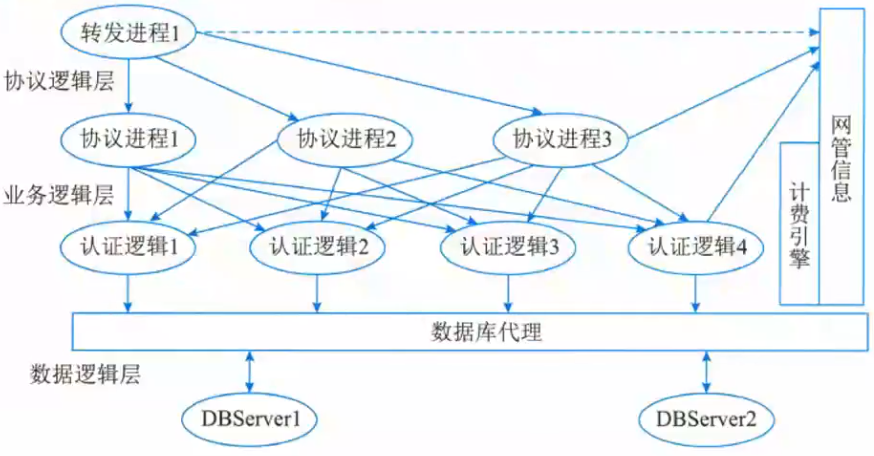 转发进程1
协议逻辑层
协议进程1
协议进程2
协议进程3
业务逻辑层
认证逻辑1
认证逻辑2
认证逻辑3
认证逻辑4
计费引擎
网管信息
数据库代理
数据逻辑层
DBServer1
DBServer2